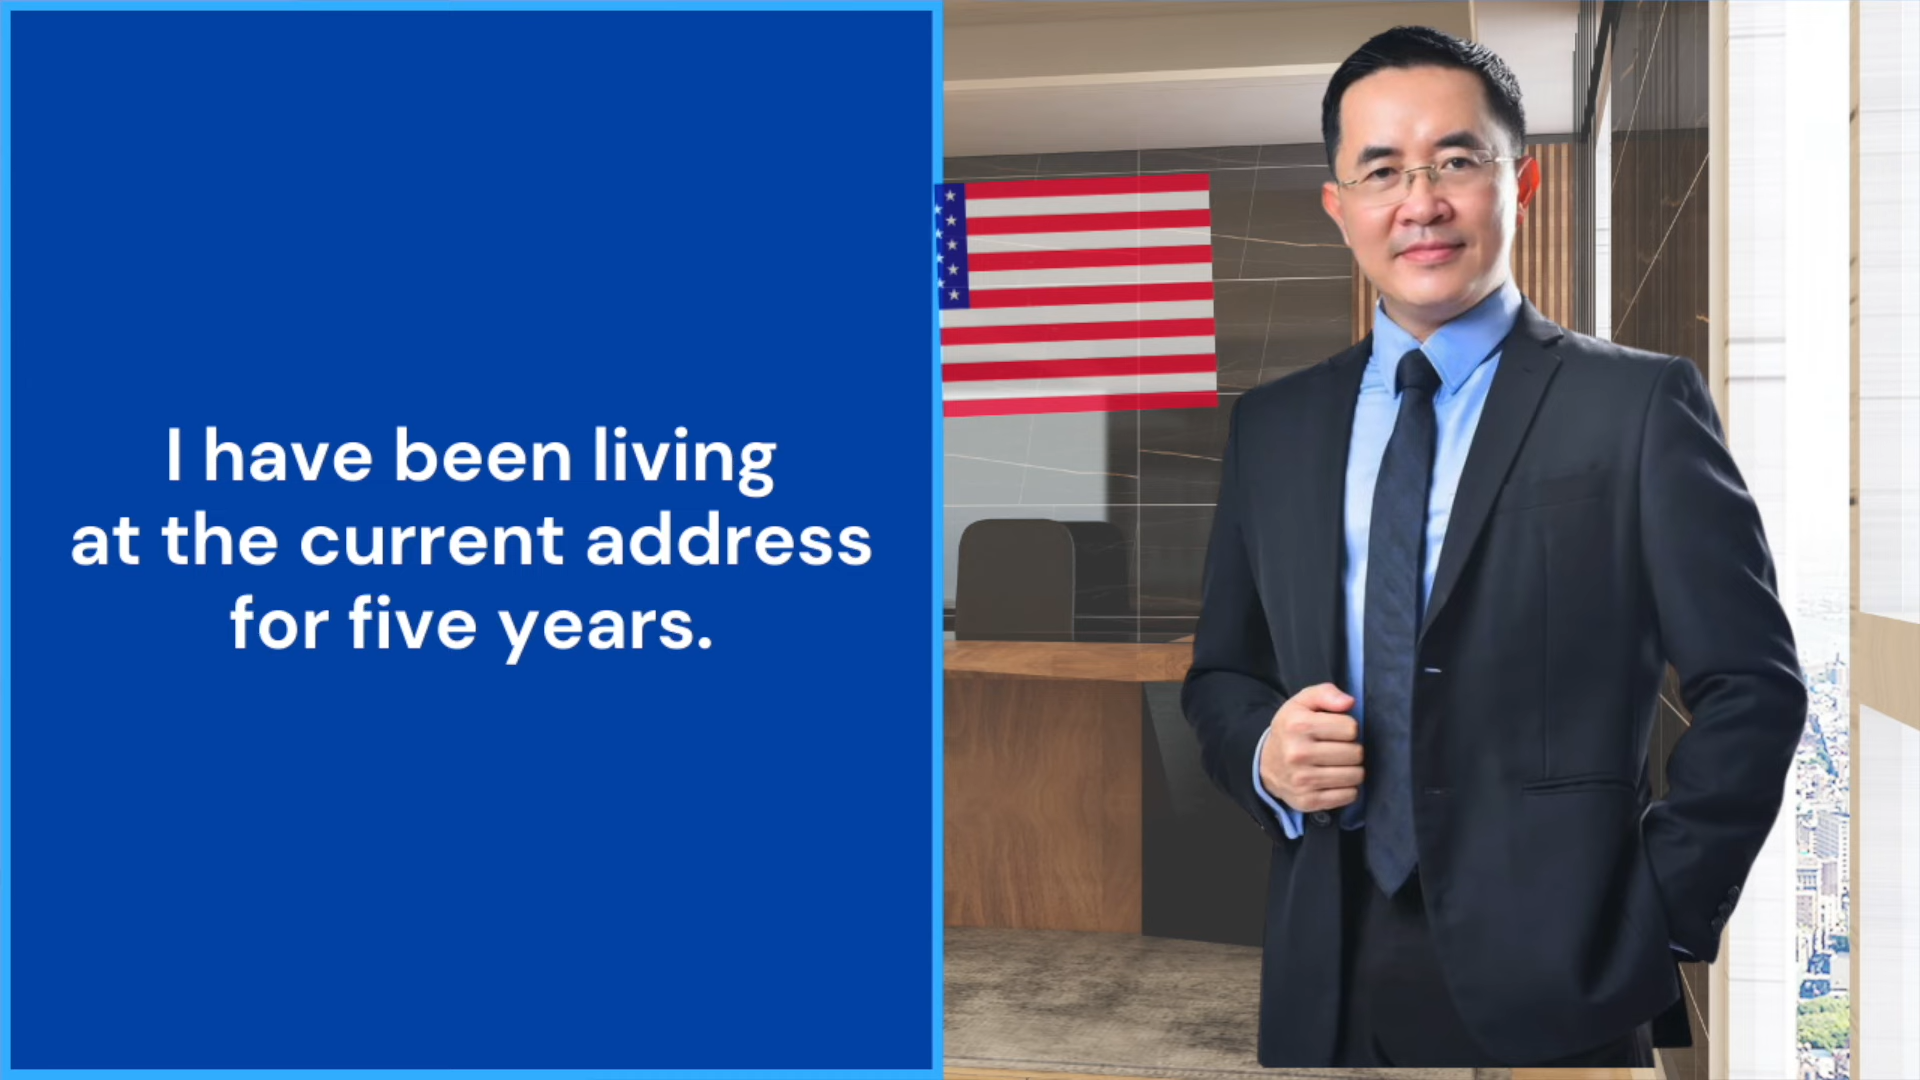 I have been living
at the current address
for five years.